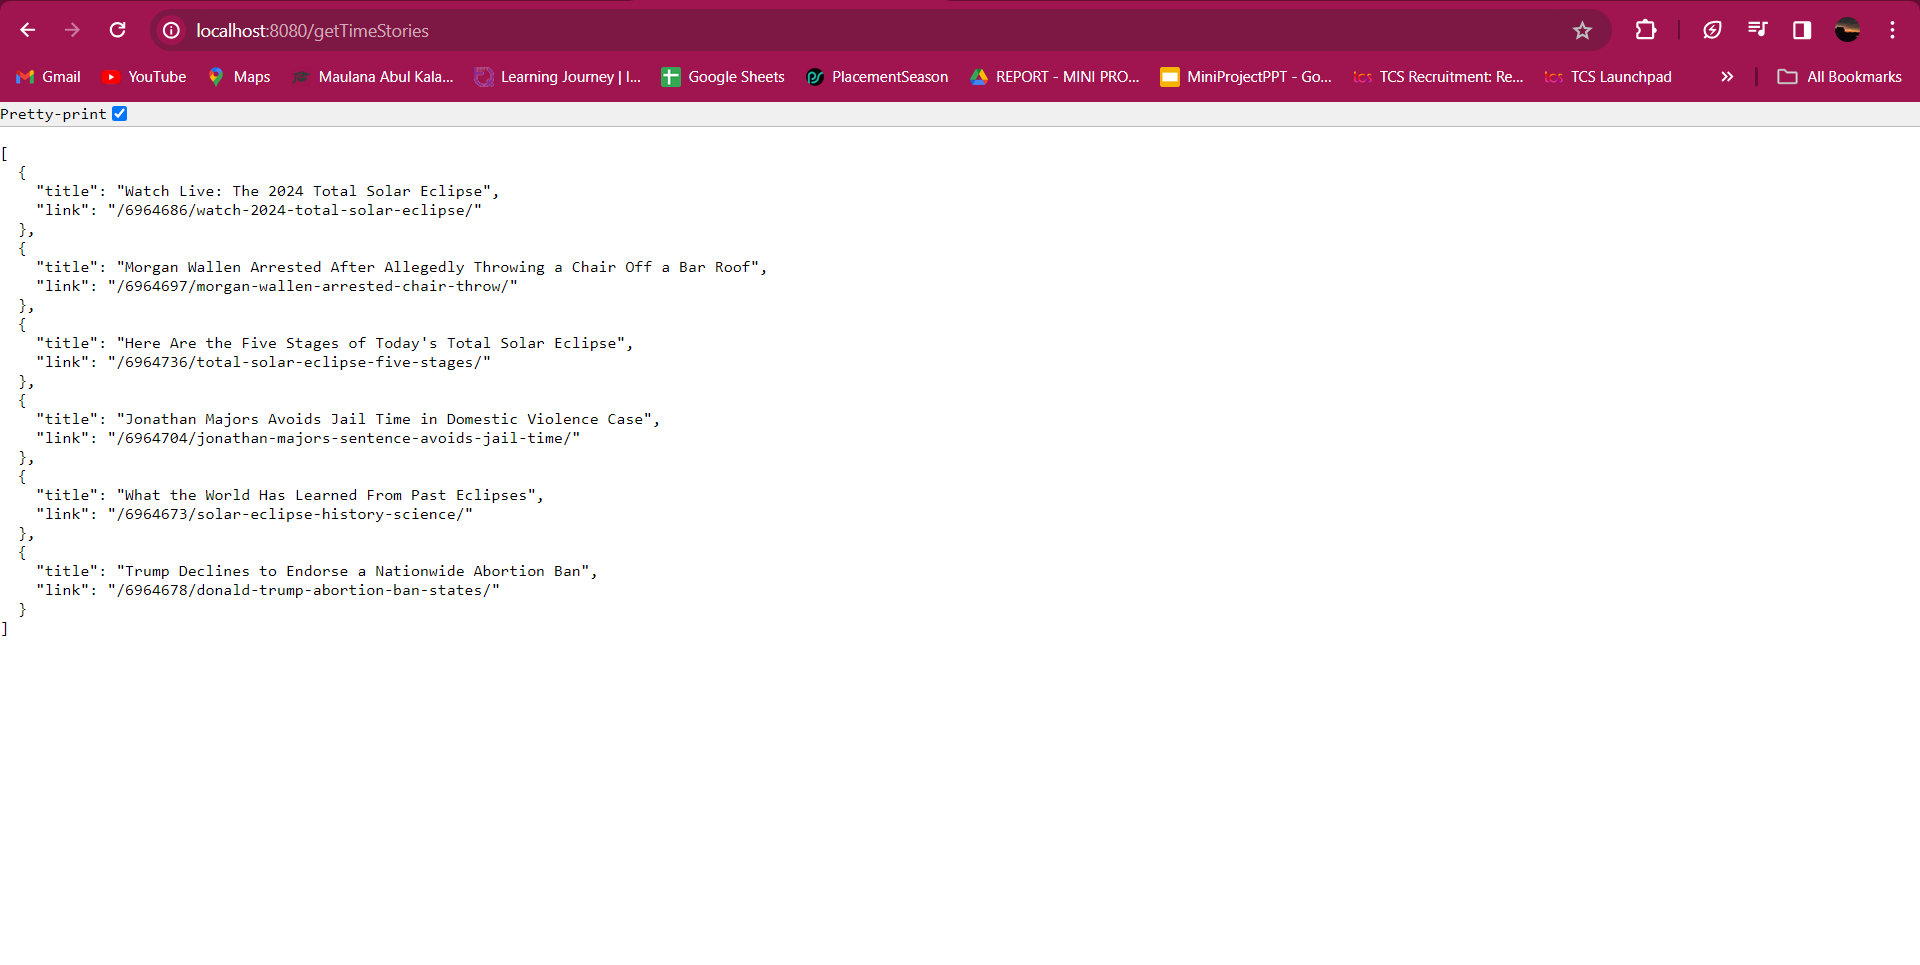 localhost:8080/getTimeStories
Gmail YouTube Maps Maulana Abul Kala... Learning Journey | I... Google Sheets PlacementSeason REPORT - MINI PRO... MiniProjectPPT - Go... tcs TCS Recruitment: Re... tcs TCS Launchpad » All Bookmarks
Pretty-print
[
  {
    "title": "Watch Live: The 2024 Total Solar Eclipse",
    "link": "/6964686/watch-2024-total-solar-eclipse/"
  },
  {
    "title": "Morgan Wallen Arrested After Allegedly Throwing a Chair Off a Bar Roof",
    "link": "/6964697/morgan-wallen-arrested-chair-throw/"
  },
  {
    "title": "Here Are the Five Stages of Today's Total Solar Eclipse",
    "link": "/6964736/total-solar-eclipse-five-stages/"
  },
  {
    "title": "Jonathan Majors Avoids Jail Time in Domestic Violence Case",
    "link": "/6964704/jonathan-majors-sentence-avoids-jail-time/"
  },
  {
    "title": "What the World Has Learned From Past Eclipses",
    "link": "/6964673/solar-eclipse-history-science/"
  },
  {
    "title": "Trump Declines to Endorse a Nationwide Abortion Ban",
    "link": "/6964678/donald-trump-abortion-ban-states/"
  }
]